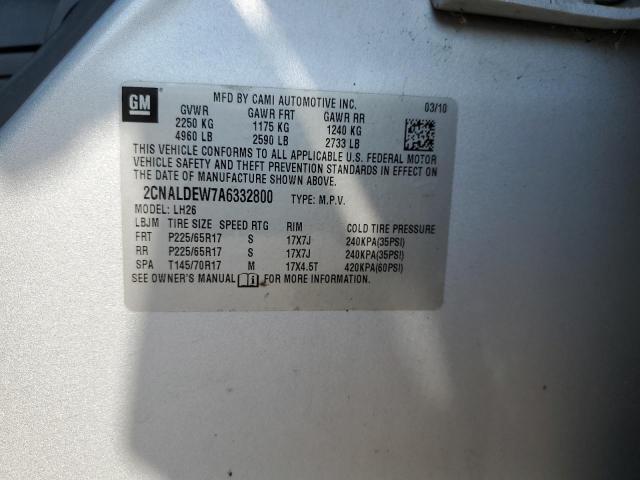 GM
MFD BY CAMI AUTOMOTIVE INC. 03/10
GVWR GAWR FRT GAWR RR
2250 KG 1175 KG 1240 KG
4960 LB 2590 LB 2733 LB
THIS VEHICLE CONFORMS TO ALL APPLICABLE U.S. FEDERAL MOTOR
VEHICLE SAFETY AND THEFT PREVENTION STANDARDS IN EFFECT ON
THE DATE OF MANUFACTURE SHOWN ABOVE.
2CNALDEW7A6332800 TYPE: M.P.V.
MODEL: LH26
LBJM TIRE SIZE SPEED RTG RIM COLD TIRE PRESSURE
FRT P225/65R17 S 17X7J 240KPA(35PSI)
RR P225/65R17 S 17X7J 240KPA(35PSI)
SPA T145/70R17 M 17X4.5T 420KPA(60PSI)
SEE OWNER'S MANUAL FOR MORE INFORMATION.